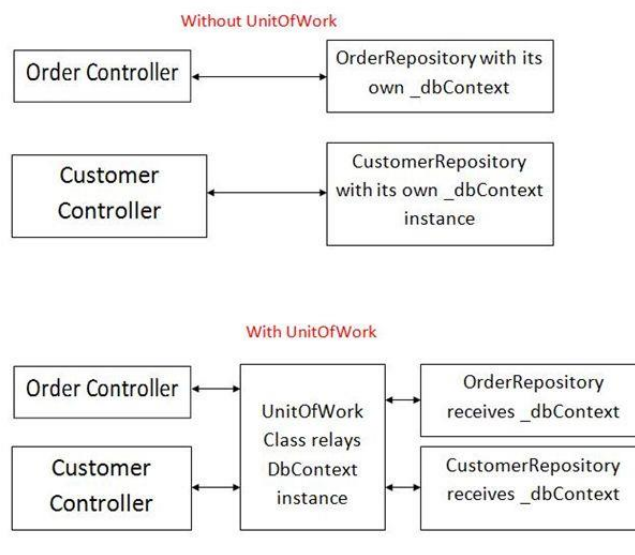 Without UnitOfWork
Order Controller
OrderRepository with its
own _dbContext
Customer
Controller
CustomerRepository
with its own _dbContext
instance
With UnitOfWork
Order Controller
UnitOfWork
Class relays
DbContext
instance
OrderRepository
receives _dbContext
Customer
Controller
CustomerRepository
receives _dbContext